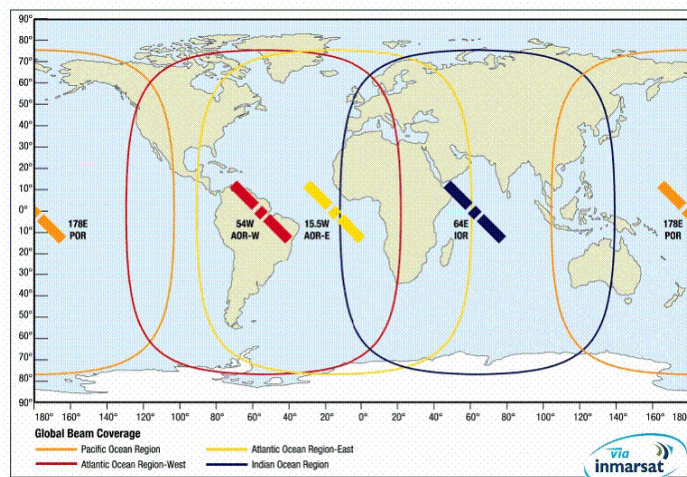 90°
80°
70°
60°
50°
40°
30°
20°
10°
0°
10°
20°
30°
40°
50°
60°
70°
80°
90°
178E
POR
54W
AOR-W
15.5W
AOR-E
64E
IOR
178E
POR
180° 160° 140° 120° 100° 80° 60° 40° 20° 0° 20° 40° 60° 80° 100° 120° 140° 160° 180°
Global Beam Coverage
Pacific Ocean Region
Atlantic Ocean Region-East
Atlantic Ocean Region-West
Indian Ocean Region
via
inmarsat